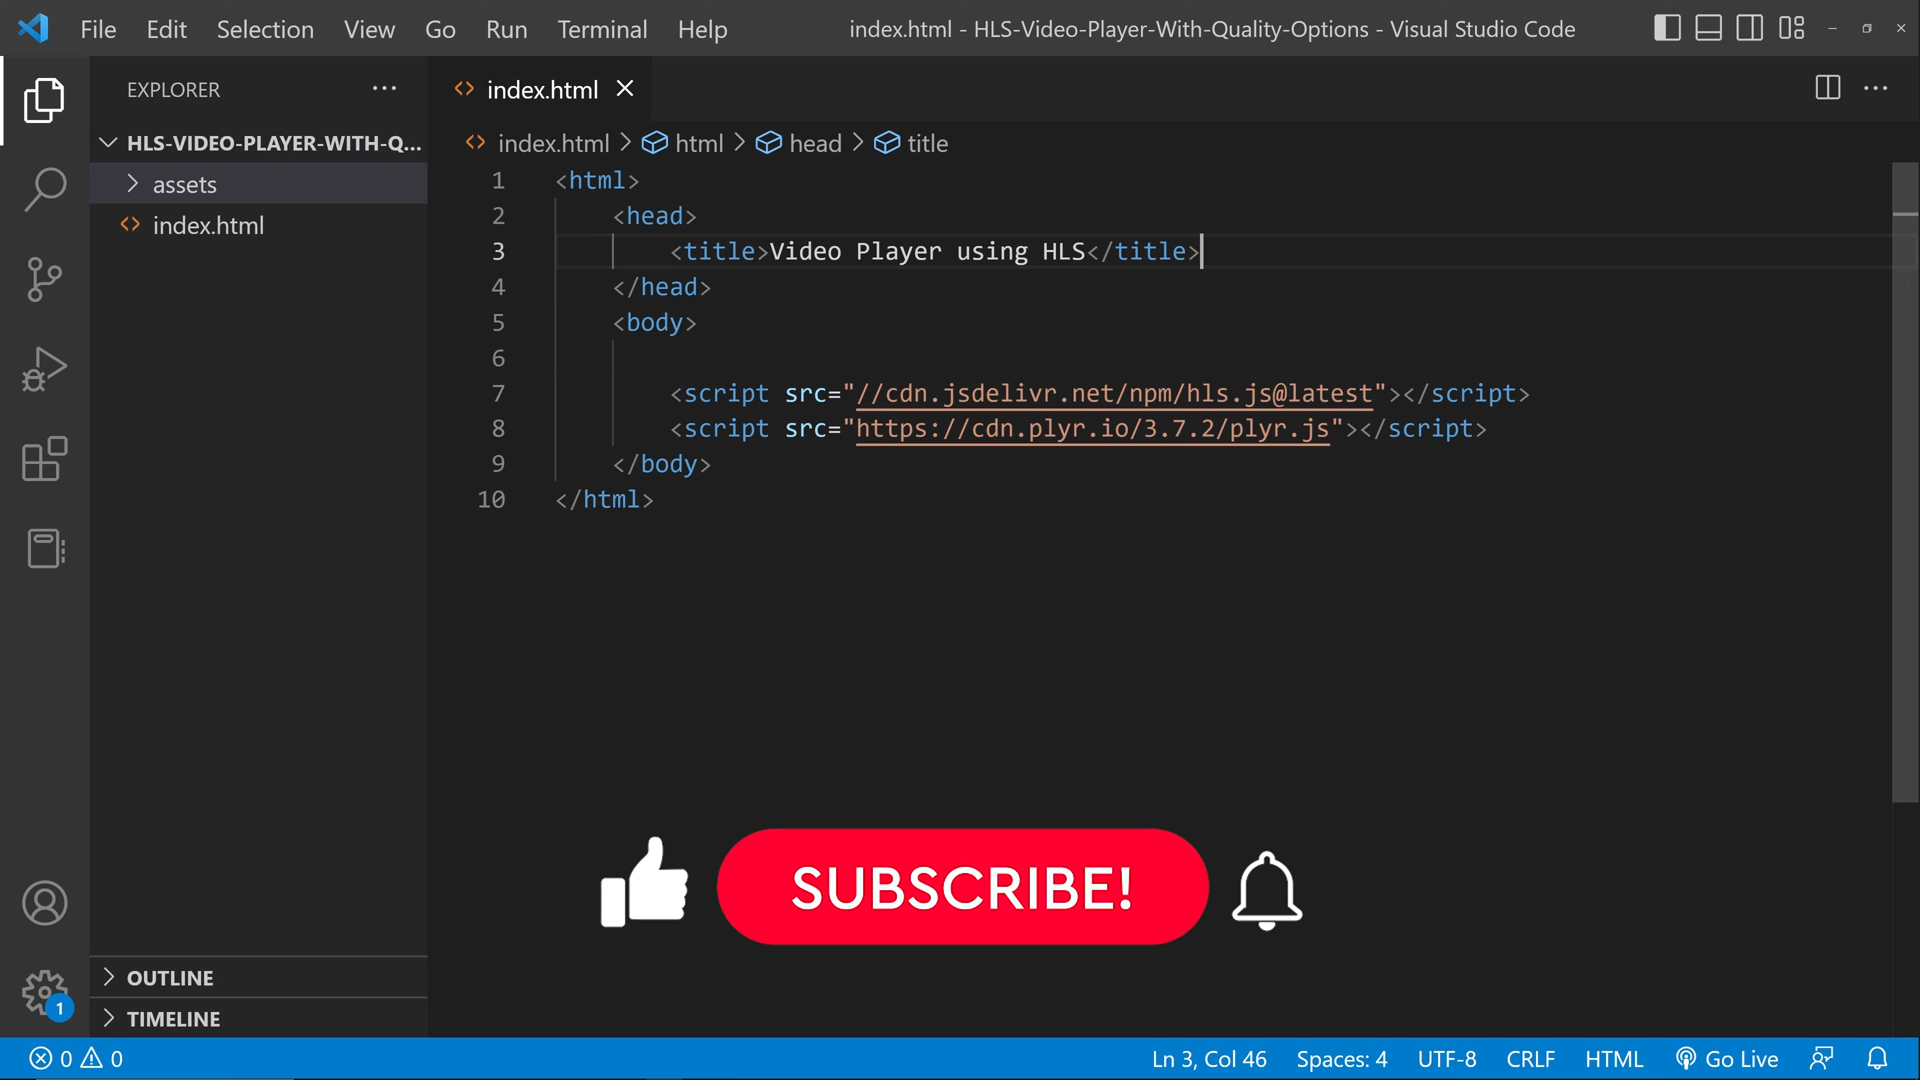 File Edit Selection View Go Run Terminal Help
index.html - HLS-Video-Player-With-Quality-Options - Visual Studio Code
EXPLORER
HLS-VIDEO-PLAYER-WITH-Q...
assets
index.html
index.html
index.html > html > head > title
1 <html>
2 <head>
3 <title>Video Player using HLS</title>
4 </head>
5 <body>
6
7 <script src="//cdn.jsdelivr.net/npm/hls.js@latest"></script>
8 <script src="https://cdn.plyr.io/3.7.2/plyr.js"></script>
9 </body>
10 </html>
SUBSCRIBE!
OUTLINE
1
TIMELINE
0 0 Ln 3, Col 46 Spaces: 4 UTF-8 CRLF HTML Go Live